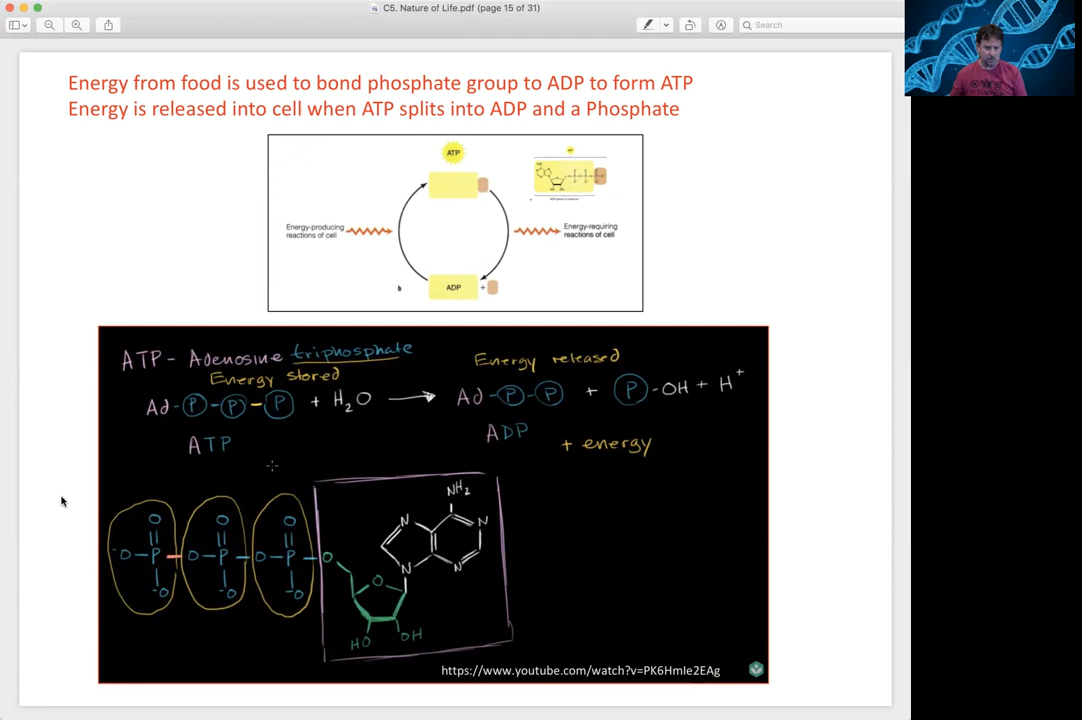 C5. Nature of Life.pdf (page 15 of 31)
Search
Energy from food is used to bond phosphate group to ADP to form ATP
Energy is released into cell when ATP splits into ADP and a Phosphate
ATP
Energy-producing
reactions of cell
Energy-requiring
reactions of cell
b
ADP +
ATP - Adenosine triphosphate
Energy stored
Energy released
Ad-P-P-P + H2O → Ad-P-P + P-OH + H+
ATP
ADP
+ energy
NH2
O O O
N N
-O-P-O-P-O-P-O
N N
O
-O -O -O
HO OH
https://www.youtube.com/watch?v=PK6HmIe2EAg